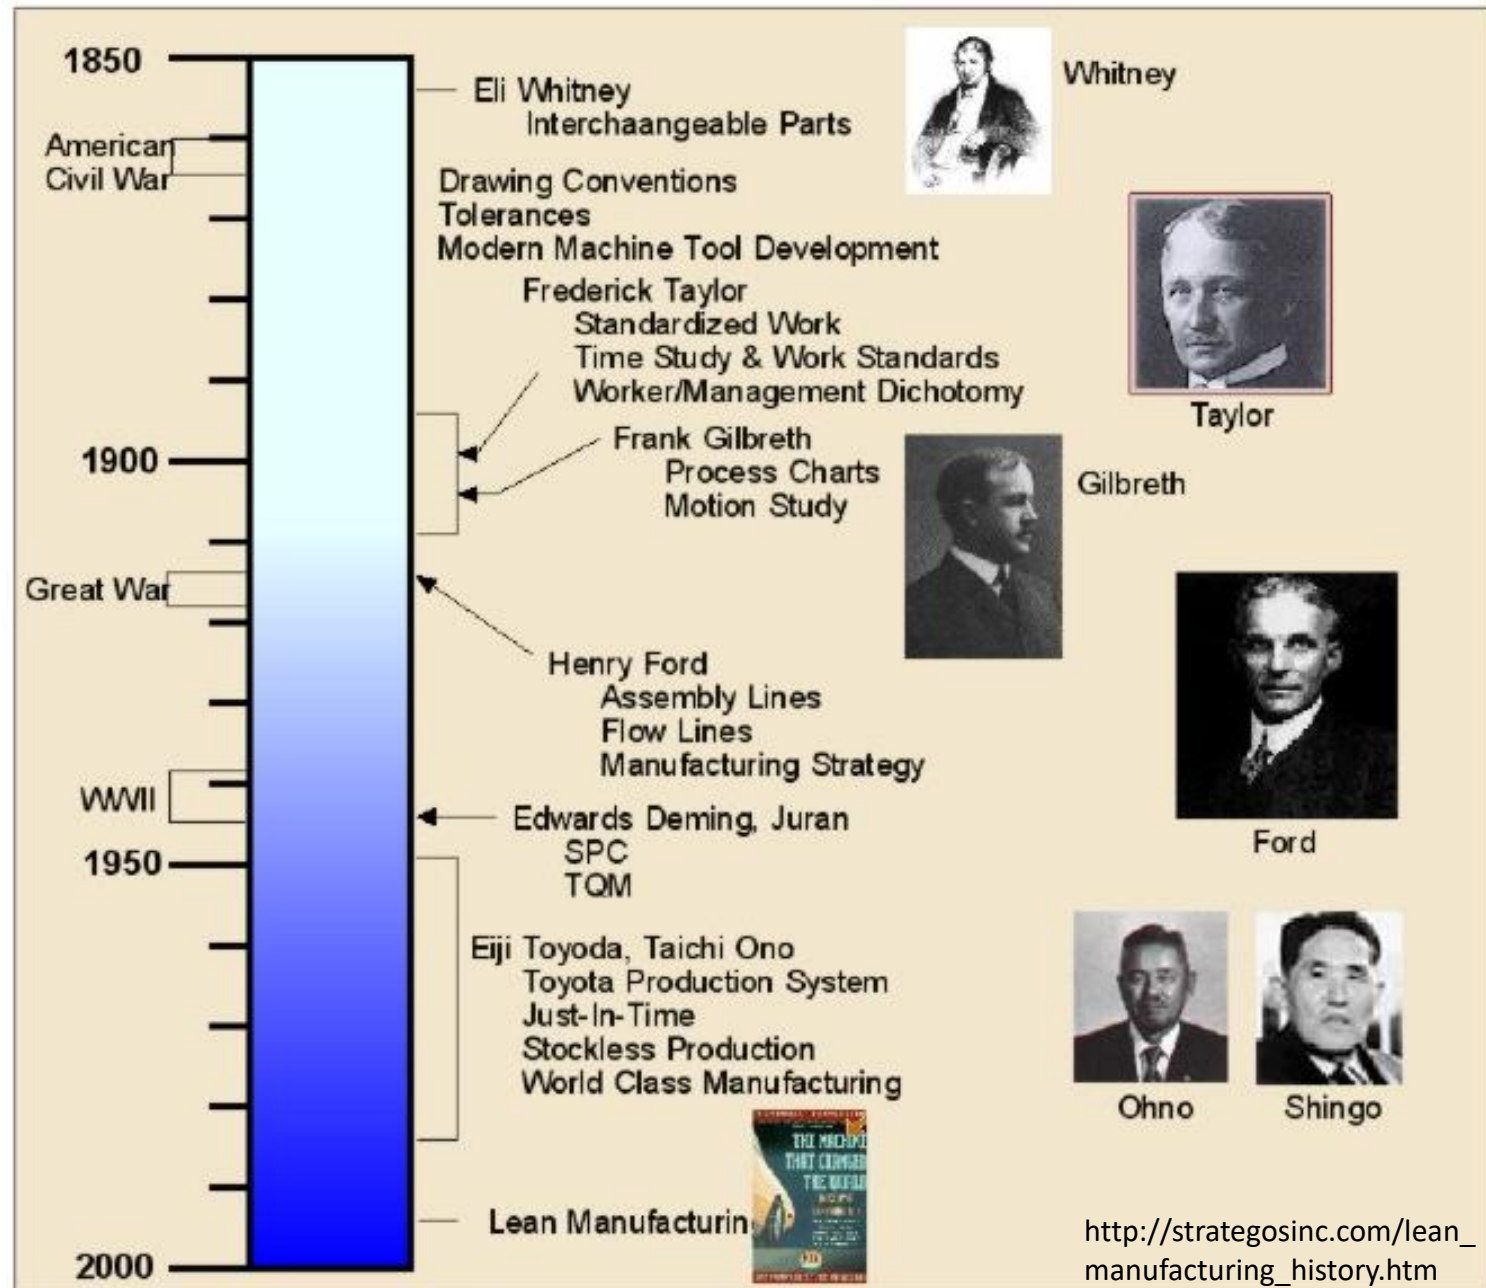 1850
Eli Whitney
Interchaangeable Parts
Whitney
American
Civil War
Drawing Conventions
Tolerances
Modern Machine Tool Development
Frederick Taylor
Standardized Work
Time Study & Work Standards
Worker/Management Dichotomy
Taylor
1900
Frank Gilbreth
Process Charts
Motion Study
Gilbreth
Great War
Henry Ford
Assembly Lines
Flow Lines
Manufacturing Strategy
Ford
WWII
Edwards Deming, Juran
SPC
TQM
1950
Eiji Toyoda, Taichi Ono
Toyota Production System
Just-In-Time
Stockless Production
World Class Manufacturing
Ohno
Shingo
THE MACHINE
THAT CHANGED
THE WORLD
Lean Manufacturin
2000
http://strategosinc.com/lean_
manufacturing_history.htm